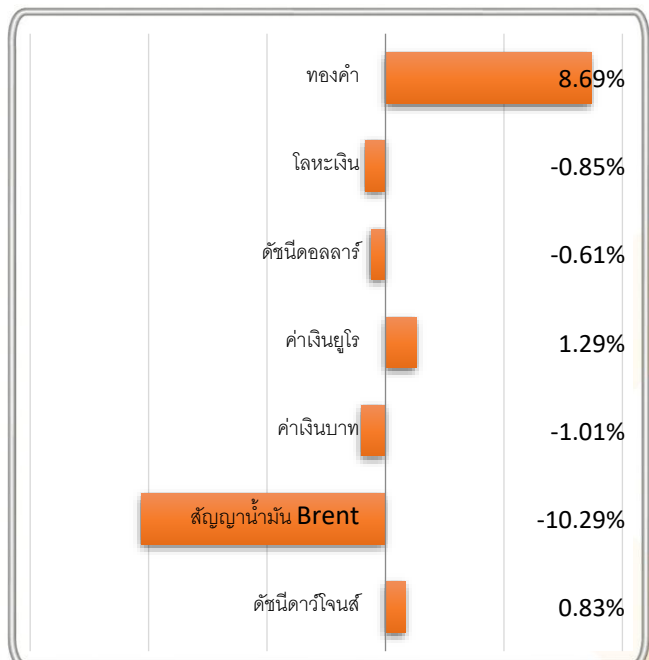 ทองคำ 8.69%
โลหะเงิน -0.85%
ดัชนีดอลลาร์ -0.61%
ค่าเงินยูโร 1.29%
ค่าเงินบาท -1.01%
สัญญาน้ำมัน Brent -10.29%
ดัชนีดาวโจนส์ 0.83%